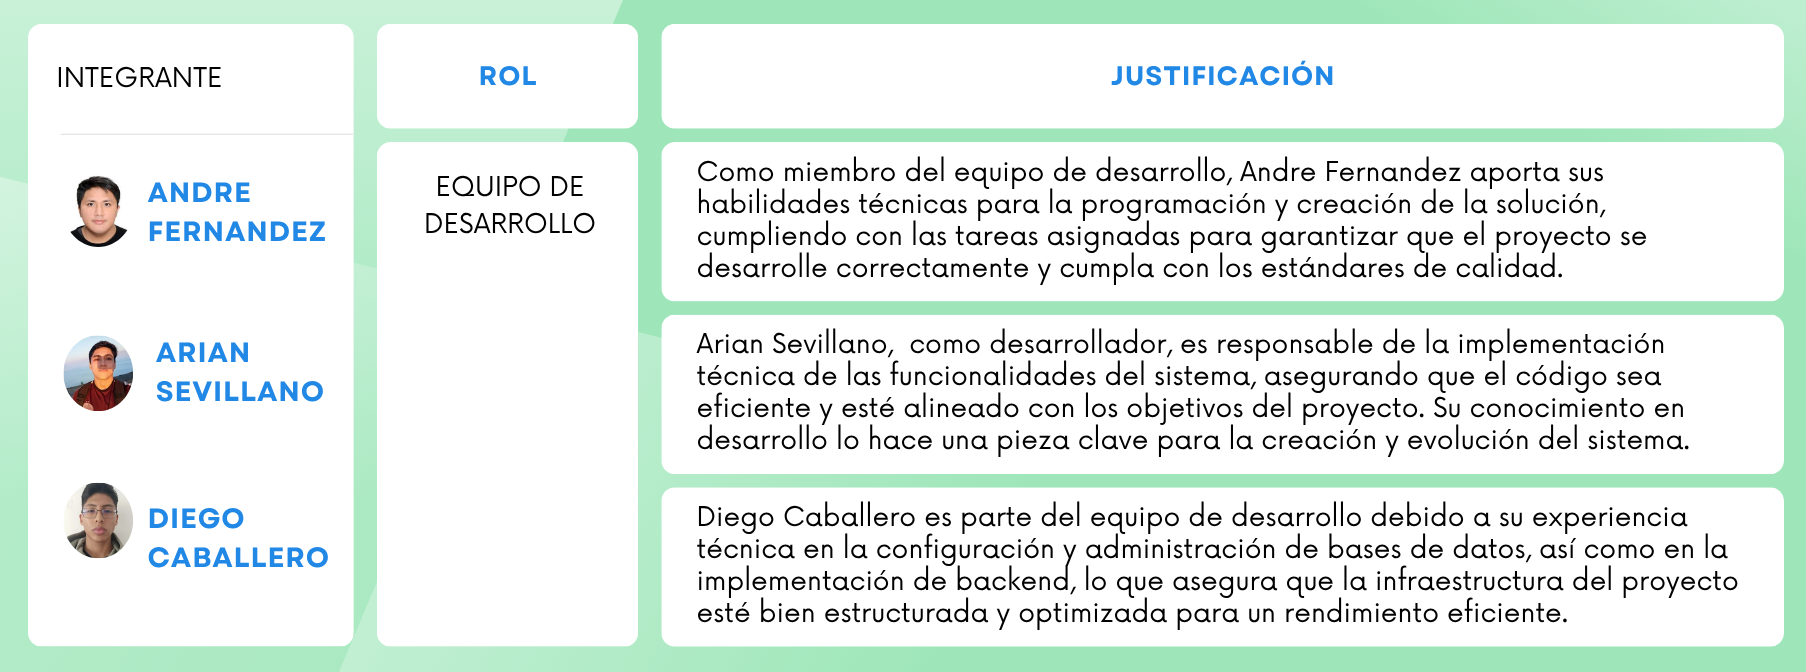 INTEGRANTE
ROL
JUSTIFICACIÓN
ANDRE
FERNANDEZ
EQUIPO DE
DESARROLLO
Como miembro del equipo de desarrollo, Andre Fernandez aporta sus
habilidades técnicas para la programación y creación de la solución,
cumpliendo con las tareas asignadas para garantizar que el proyecto se
desarrolle correctamente y cumpla con los estándares de calidad.
ARIAN
SEVILLANO
Arian Sevillano,  como desarrollador, es responsable de la implementación
técnica de las funcionalidades del sistema, asegurando que el código sea
eficiente y esté alineado con los objetivos del proyecto. Su conocimiento en
desarrollo lo hace una pieza clave para la creación y evolución del sistema.
DIEGO
CABALLERO
Diego Caballero es parte del equipo de desarrollo debido a su experiencia
técnica en la configuración y administración de bases de datos, así como en la
implementación de backend, lo que asegura que la infraestructura del proyecto
esté bien estructurada y optimizada para un rendimiento eficiente.